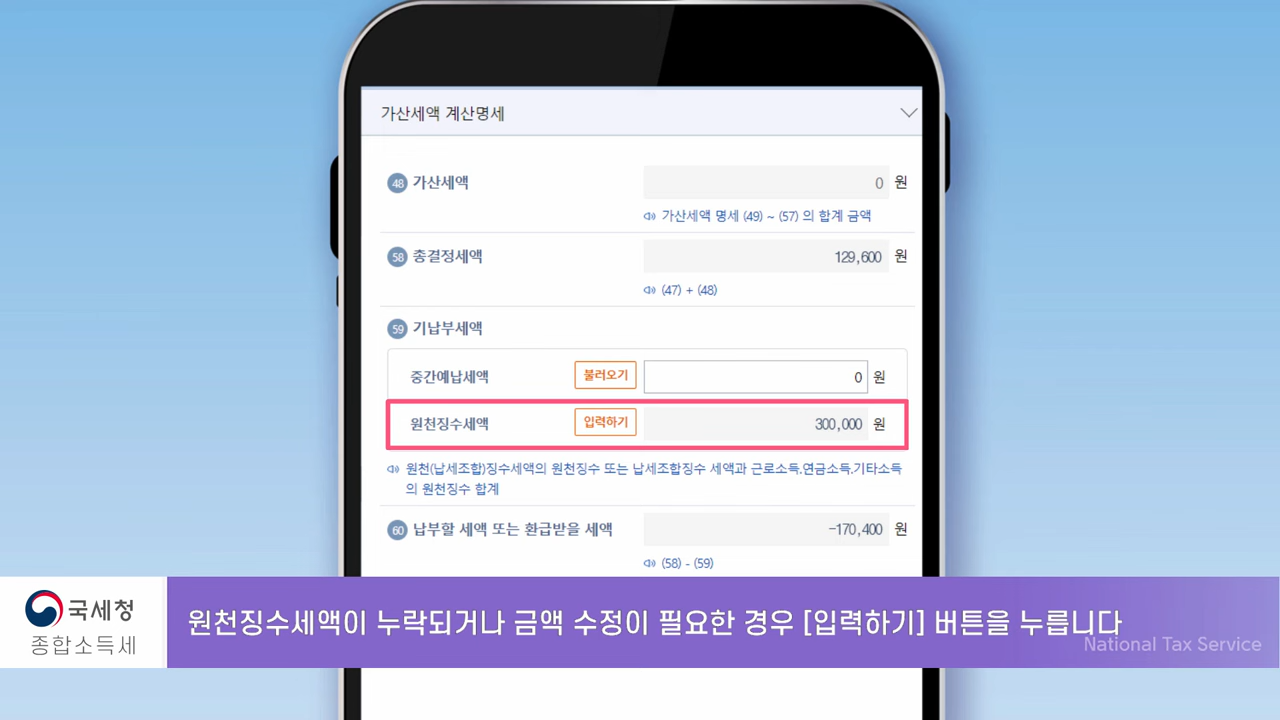 가산세액 계산명세
48 가산세액 0 원
가산세액 명세 (49) ~ (57) 의 합계 금액
58 총결정세액 129,600 원
(47) + (48)
59 기납부세액
중간예납세액 불러오기 0 원
원천징수세액 입력하기 300,000 원
원천(납세조합)징수세액의 원천징수 또는 납세조합징수 세액과 근로소득.연금소득.기타소득
의 원천징수 합계
60 납부할 세액 또는 환급받을 세액 -170,400 원
(58) - (59)
국세청
종합소득세
원천징수세액이 누락되거나 금액 수정이 필요한 경우 [입력하기] 버튼을 누릅니다
National Tax Service